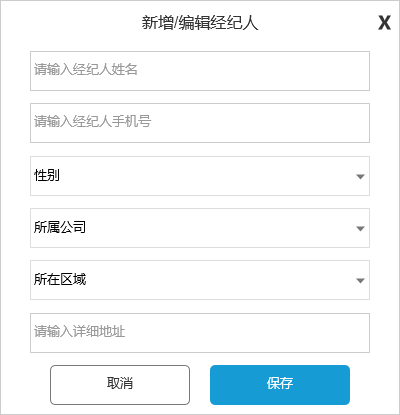 新增/编辑经纪人
X
请输入经纪人姓名
请输入经纪人手机号
性别
所属公司
所在区域
请输入详细地址
取消
保存